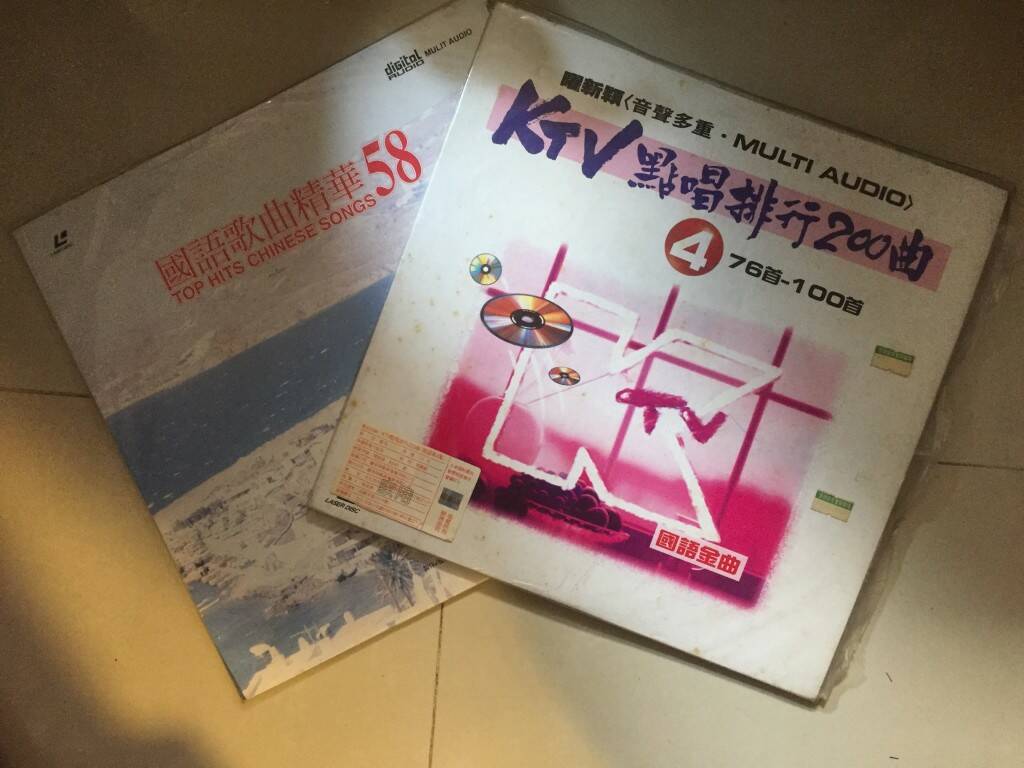 digital AUDIO MULIT AUDIO
國語歌曲精華58
TOP HITS CHINESE SONGS
曜新穎〈音聲多重・MULTI AUDIO〉
KTV點唱排行200曲
4 76首-100首
KTV
LASER DISC
國語金曲